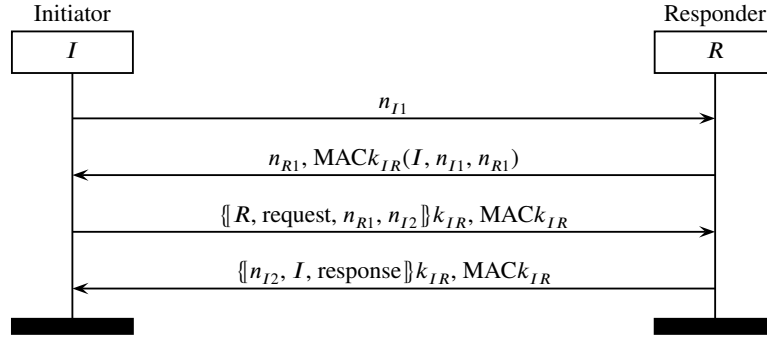 Initiator Responder
I R
n_{I1}
n_{R1}, MACk_{IR}(I, n_{I1}, n_{R1})
{[R, request, n_{R1}, n_{I2}]}k_{IR}, MACk_{IR}
{[n_{I2}, I, response]}k_{IR}, MACk_{IR}